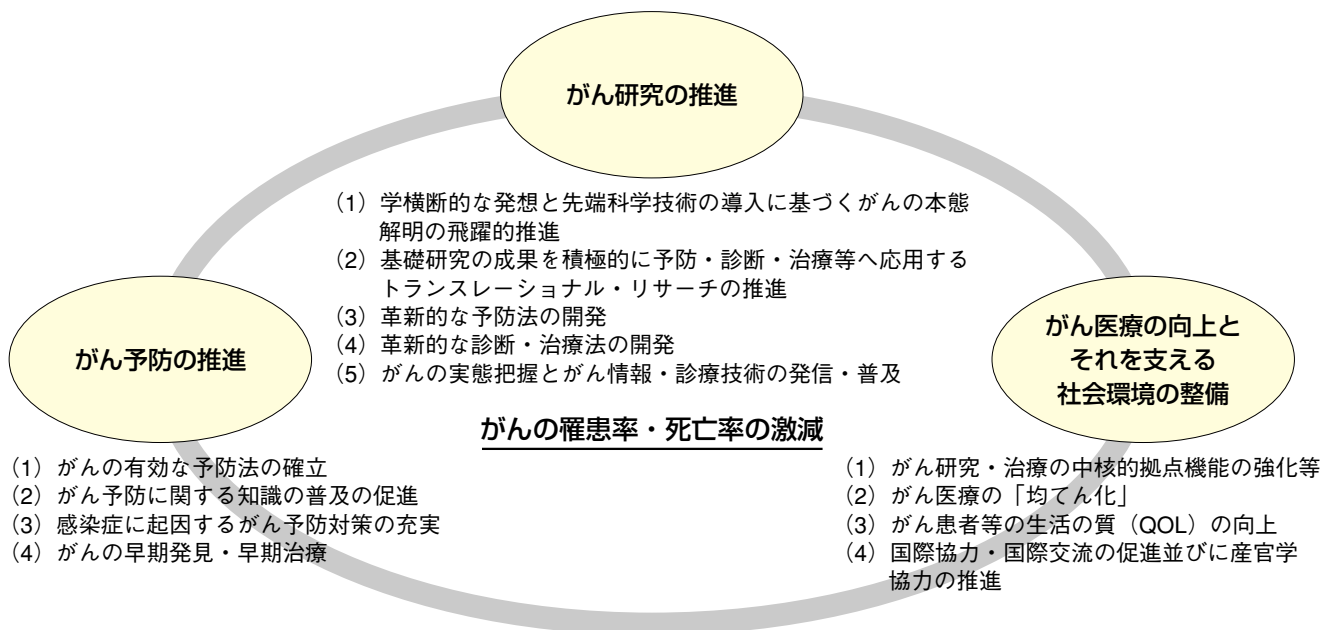 がん研究の推進
(1) 学横断的な発想と先端科学技術の導入に基づくがんの本態
解明の飛躍的推進
(2) 基礎研究の成果を積極的に予防・診断・治療等へ応用する
トランスレーショナル・リサーチの推進
(3) 革新的な予防法の開発
(4) 革新的な診断・治療法の開発
(5) がんの実態把握とがん情報・診療技術の発信・普及
がん予防の推進
がん医療の向上と
それを支える
社会環境の整備
がんの罹患率・死亡率の激減
(1) がんの有効な予防法の確立
(2) がん予防に関する知識の普及の促進
(3) 感染症に起因するがん予防対策の充実
(4) がんの早期発見・早期治療
(1) がん研究・治療の中核的拠点機能の強化等
(2) がん医療の「均てん化」
(3) がん患者等の生活の質（QOL）の向上
(4) 国際協力・国際交流の促進並びに産官学
協力の推進